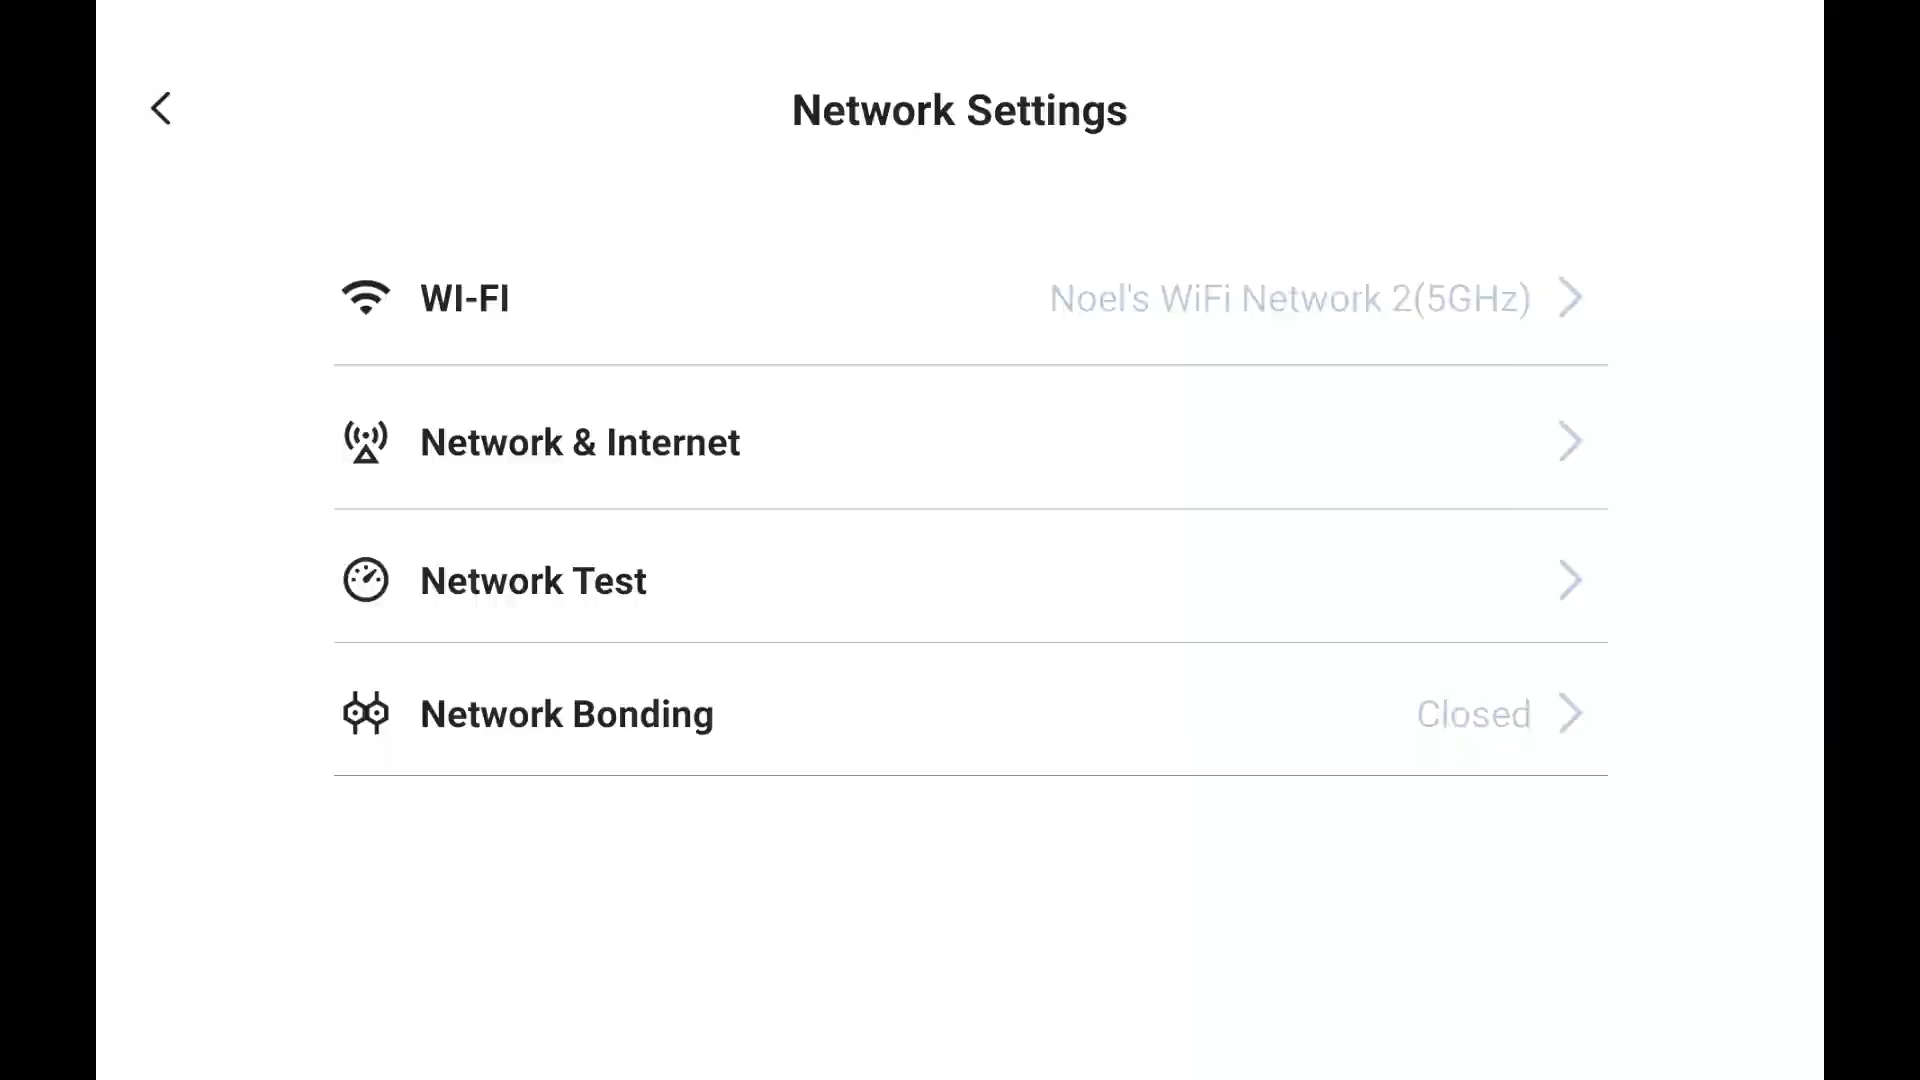 Network Settings
WI-FI Noel's WiFi Network 2(5GHz)
Network & Internet
Network Test
Network Bonding Closed